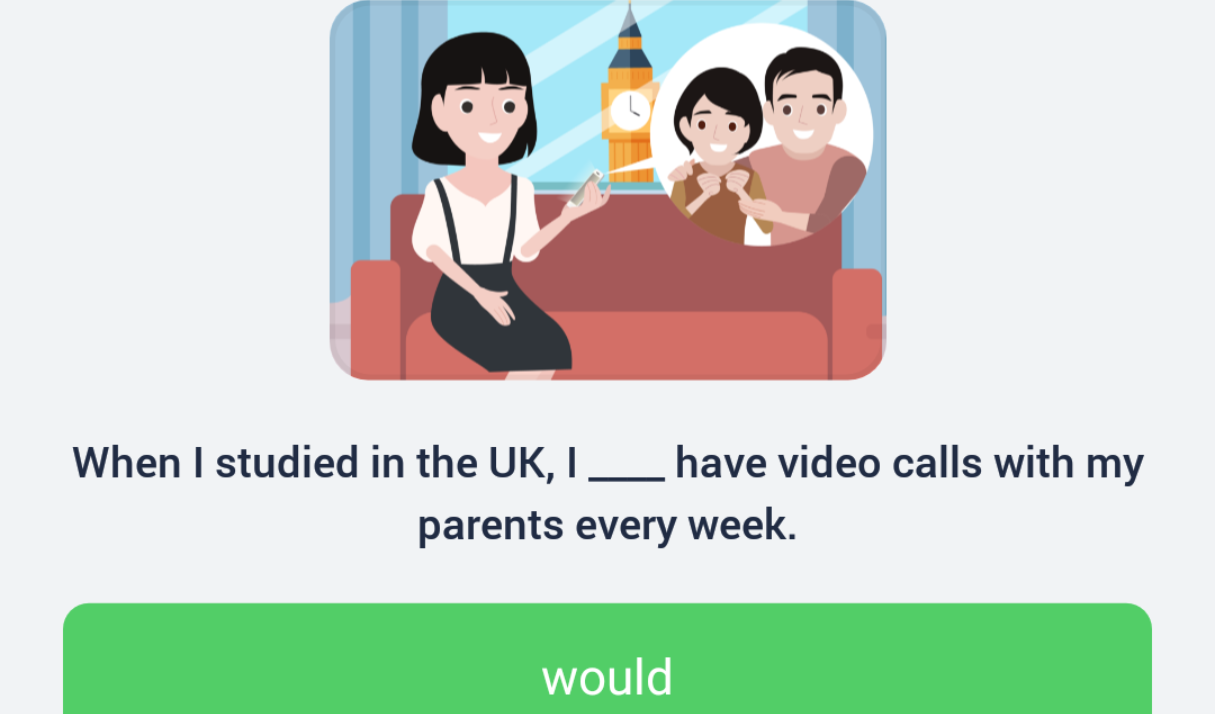 When I studied in the UK, I ____ have video calls with my
parents every week.
would